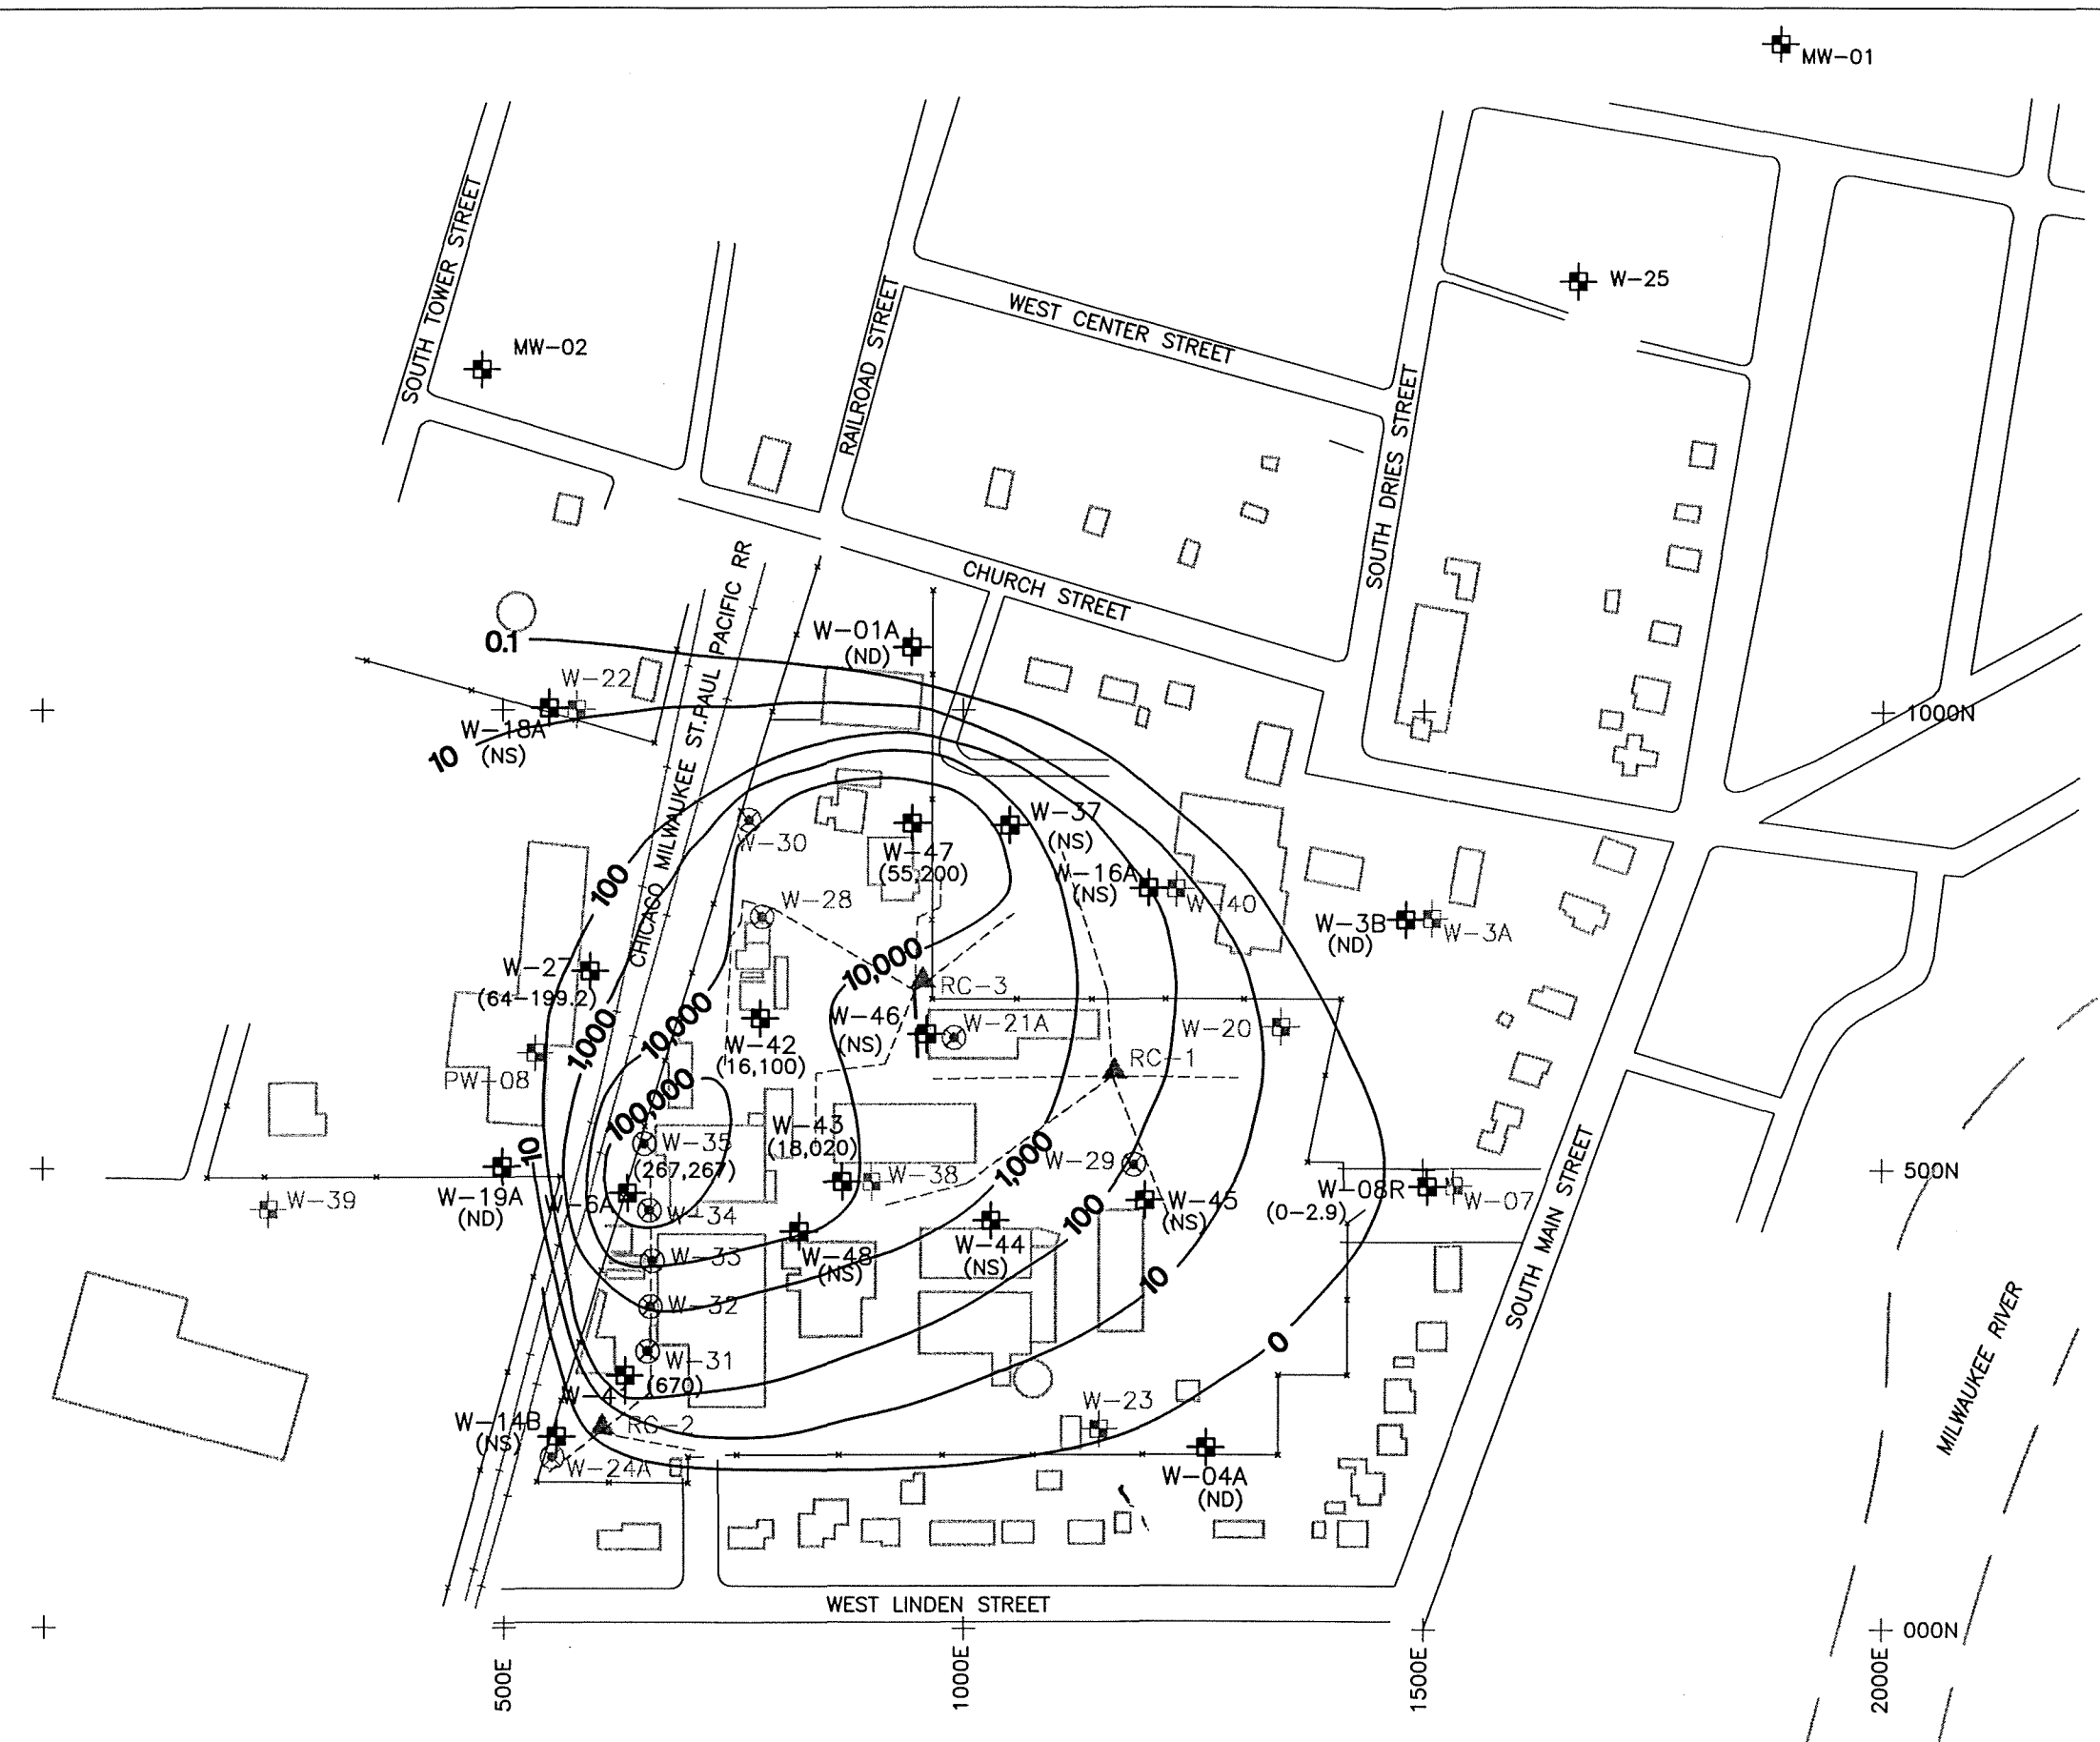 MW-01
SOUTH TOWER STREET
W-25
RAILROAD STREET
WEST CENTER STREET
MW-02
SOUTH DRIES STREET
CHICAGO MILWAUKEE ST.PAUL PACIFIC RR
CHURCH STREET
0.1
W-01A
(ND)
W-22
W-18A
(NS)
10
1000N
W-30
W-37
(NS)
W-47
(55,200)
100
W-16A
(NS)
W-40
W-28
W-3B
(ND)
W-3A
10,000
W-27
(64-199.2)
RC-3
1,000
10,000
W-46
(NS)
W-21A
W-20
W-42
(16,100)
RC-1
PW-08
100,000
W-43
(18,020)
W-35
(267,267)
10
1,000
W-29
500N
W-39
W-19A
(ND)
W-6A
W-34
W-38
W-45
(NS)
W-08R
(0-2.9)
W-07
100
W-33
W-48
(NS)
W-44
(NS)
10
SOUTH MAIN STREET
W-32
MILWAUKEE RIVER
0
W-31
(670)
W-23
W-14B
(NS)
RC-2
W-24A
W-04A
(ND)
WEST LINDEN STREET
000N
500E
1000E
1500E
2000E